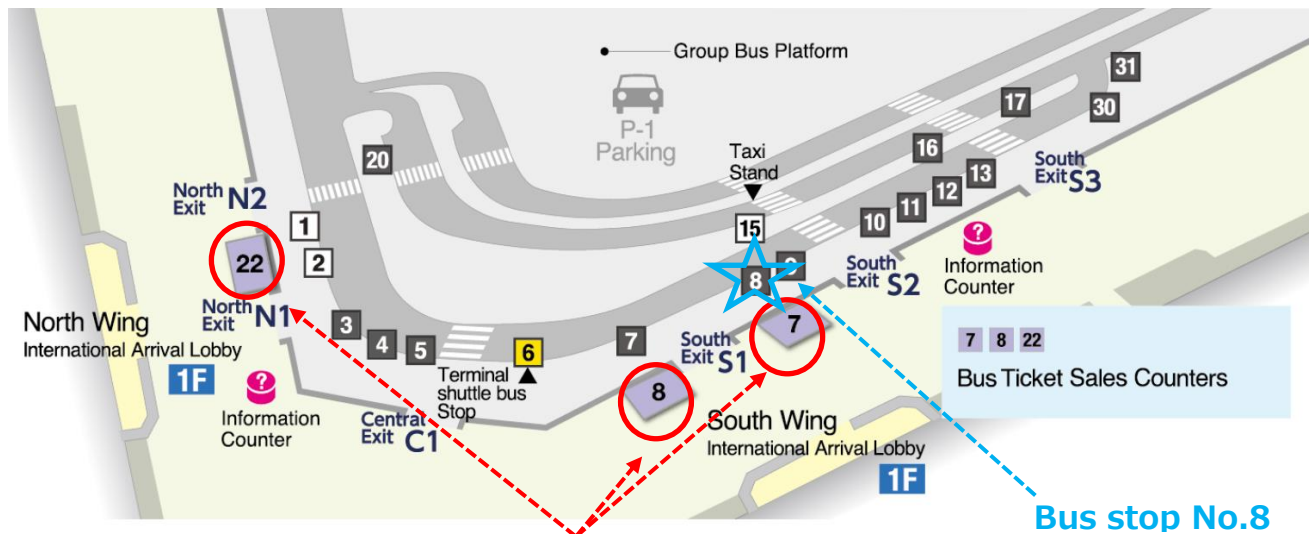 Group Bus Platform
P-1
Parking
31
17
30
16
13
12
11
10
South
Exit S3
Taxi
Stand
20
North
Exit N2
1
2
22
North
Exit N1
15
8
South
Exit S2
Information
Counter
North Wing
International Arrival Lobby
1F
3
4
5
6
7
Terminal
shuttle bus
Stop
South
Exit S1
7
8
7 8 22
Bus Ticket Sales Counters
Information
Counter
Central
Exit C1
South Wing
International Arrival Lobby
1F
Bus stop No.8